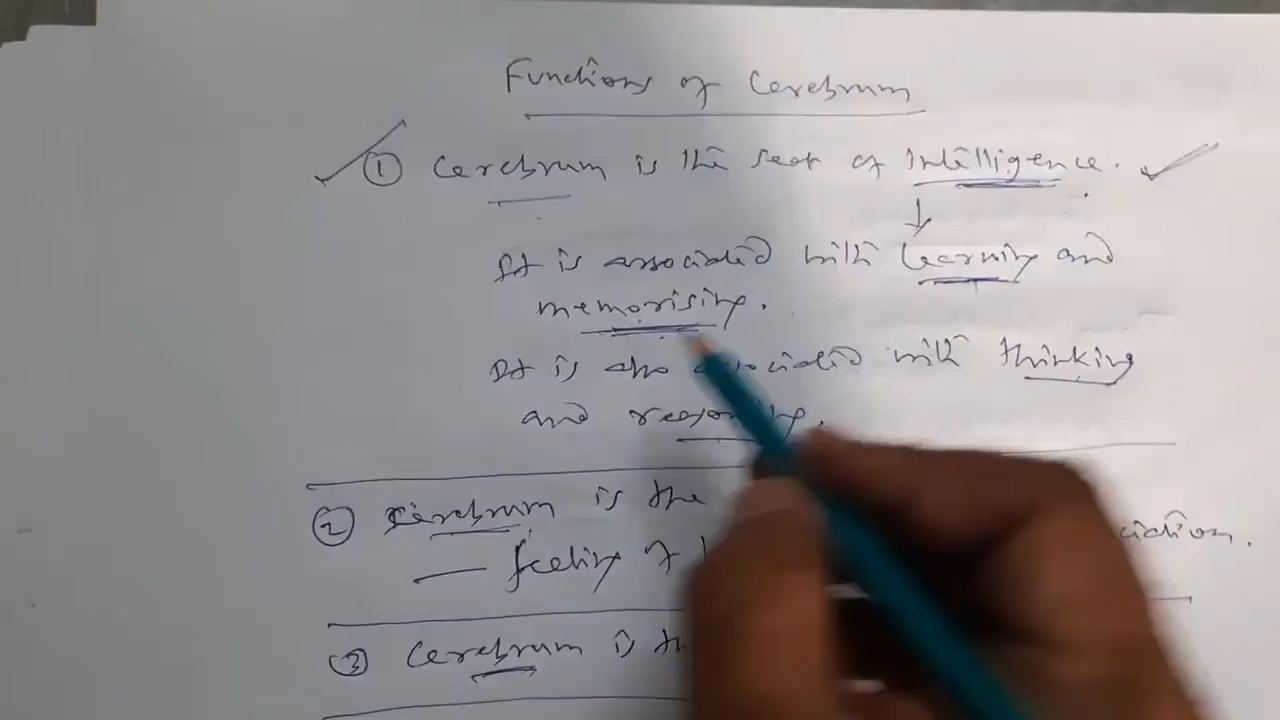 Functions of Cerebrum
① Cerebrum is the seat of Intelligence.
It is associated with learning and
memorising.
It is also associated with thinking
and reasoning.
② Cerebrum is the
— feeling of
③ Cerebrum is